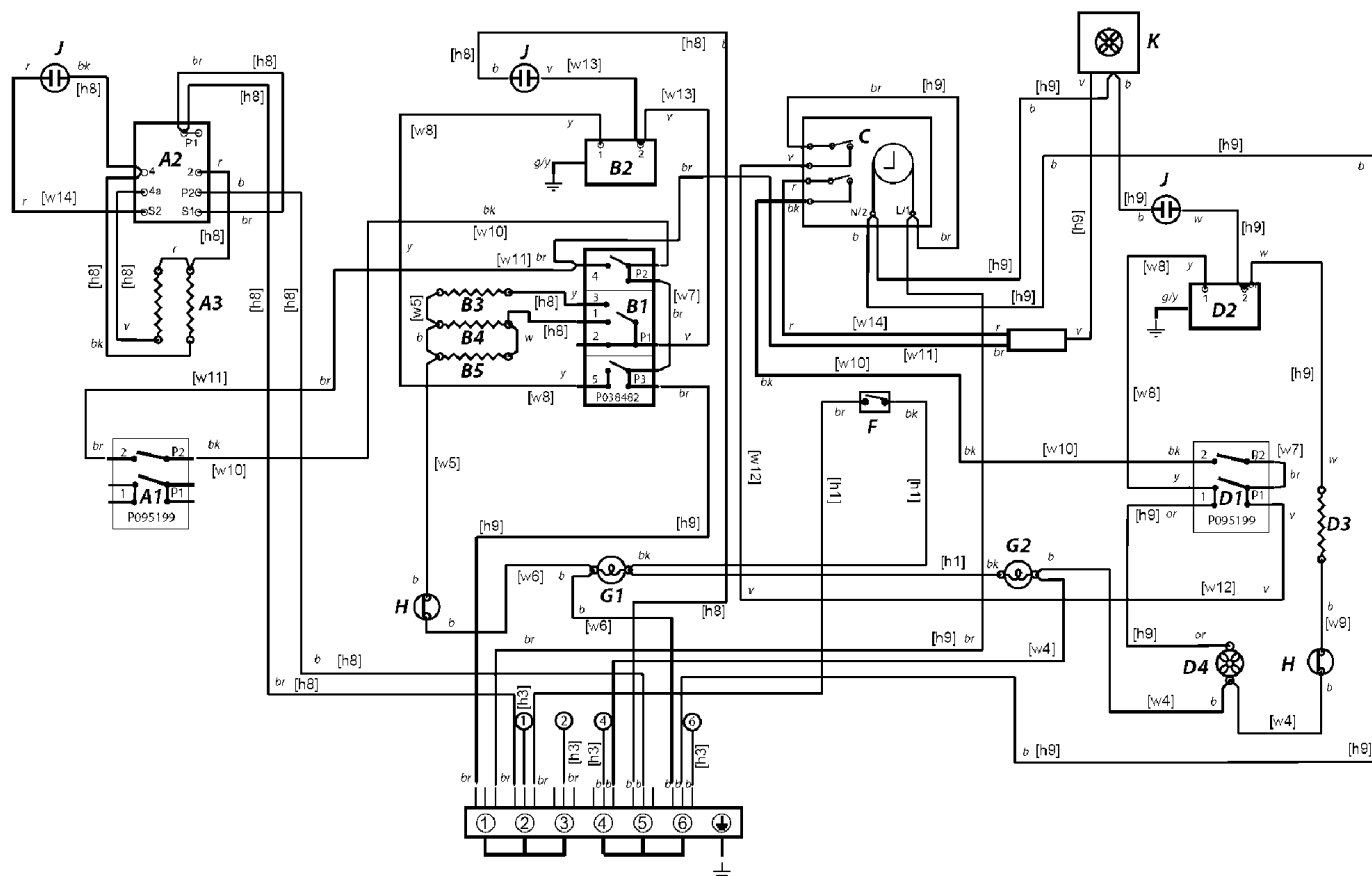 J
r
bk
[h8]
br
[h8]
[h8]
P1
A2
4
2
r
4a
P2
b
S2
S1
br
r
[w14]
[h8]
r
[h8]
[h8]
A3
v
bk
[h8]
[h8]
[w11]
br
br
2
P2
bk
[w10]
1
A1
P1
P095199
[h8]
b
J
v
[w13]
[h8]
b
[w13]
v
[w8]
y
1
2
B2
g/y
br
bk
[w10]
y
[w11]
br
4
P2
[w7]
br
[w5]
B3
[h8]
y
3
B1
1
B4
[h8]
b
w
2
P1
v
B5
y
5
P3
[w8]
P038482
br
[w5]
[h9]
[h9]
b
H
b
[w6]
b
G1
bk
b
[w6]
[h8]
br
[h9]
br
b
[h8]
br
[h8]
br
[h9]
C
v
r
bk
N/2
L/1
b
br
K
v
b
[h9]
b
[h9]
[h9]
b
[h9]
b
[h9]
[h9]
[h9]
b
J
w
[h9]
[w8]
y
w
1
2
D2
g/y
r
[w14]
r
v
br
[w11]
[w10]
bk
br
F
bk
[h1]
[h1]
[w12]
[w10]
bk
2
P2
[w7]
br
y
1
D1
P1
[h9]
or
P095199
v
[w8]
[h9]
w
D3
G2
[h1]
bk
b
v
[w12]
v
[w4]
[h9]
or
D4
b
[w4]
b
[w9]
H
b
[w4]
b
[h9]
[h9]
[h3]
1
2
4
6
[h3]
[h3]
[h3]
br
br
br
br
b
b
b
b
b
b
b
b
1
2
3
4
5
6